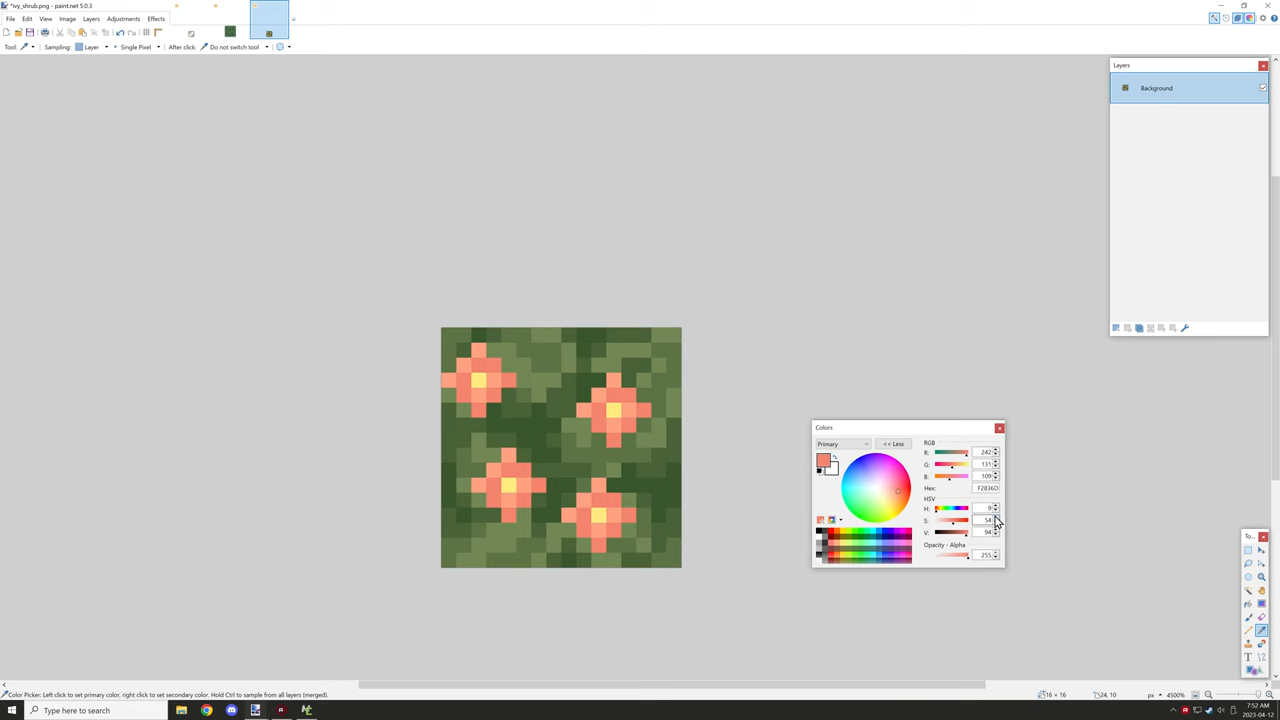 *ivy_shrub.png - paint.net 5.0.3
File Edit View Image Layers Adjustments Effects
Tool: Sampling: Layer Single Pixel After click: Do not switch tool
Layers
Background
Colors
Primary << Less
RGB
R: 242
G: 131
B: 109
Hex: F2836D
HSV
H: 9
S: 54
V: 94
Opacity - Alpha
255
To...
Color Picker: Left click to set primary color, right click to set secondary color. Hold Ctrl to sample from all layers (merged). 16 × 16 24, 10 px 4500%
Type here to search
7:52 AM
2023-04-12